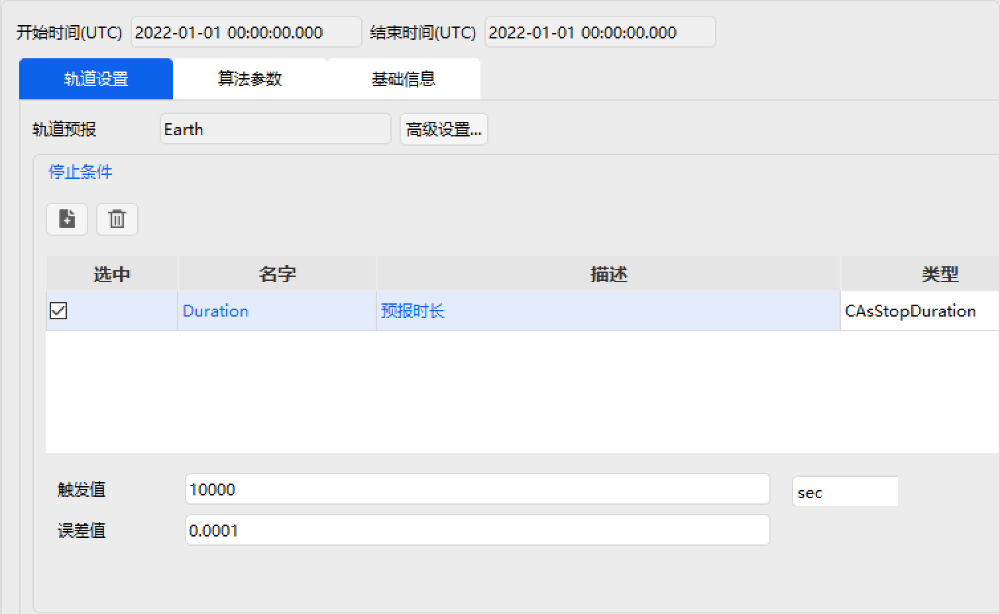 开始时间(UTC) 2022-01-01 00:00:00.000 结束时间(UTC) 2022-01-01 00:00:00.000
轨道设置 算法参数 基础信息
轨道预报 Earth 高级设置...
停止条件
选中 名字 描述 类型
Duration 预报时长 CAsStopDuration
触发值 10000 sec
误差值 0.0001